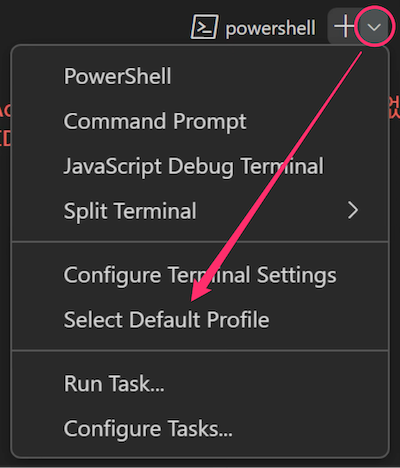 powershell
PowerShell
Command Prompt
JavaScript Debug Terminal
Split Terminal
Configure Terminal Settings
Select Default Profile
Run Task...
Configure Tasks...